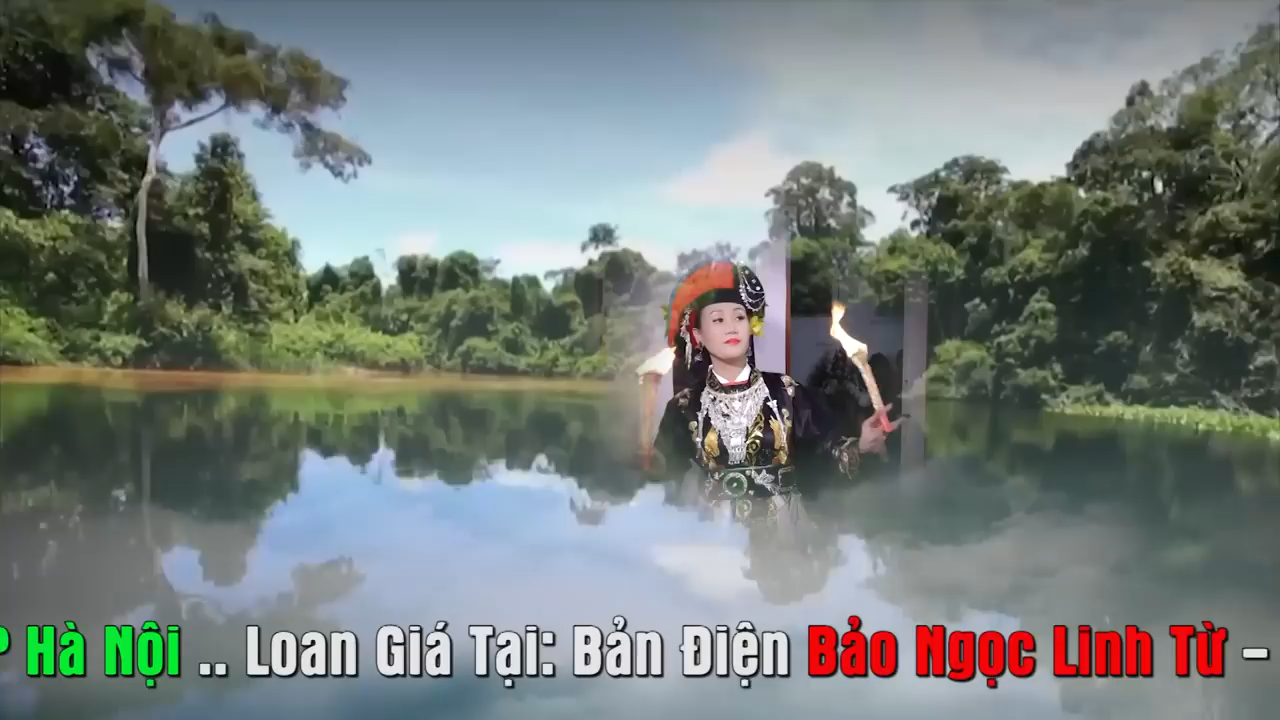 P Hà Nội .. Loan Giá Tại: Bản Điện Bảo Ngọc Linh Từ –